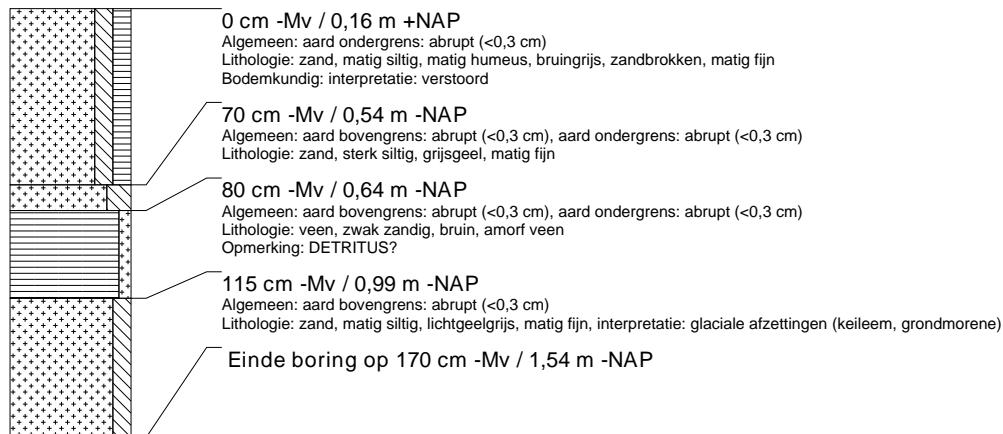 0 cm -Mv / 0,16 m +NAP
Algemeen: aard ondergrens: abrupt (<0,3 cm)
Lithologie: zand, matig siltig, matig humeus, bruingrijs, zandbrokken, matig fijn
Bodemkundig: interpretatie: verstoord
70 cm -Mv / 0,54 m -NAP
Algemeen: aard bovengrens: abrupt (<0,3 cm), aard ondergrens: abrupt (<0,3 cm)
Lithologie: zand, sterk siltig, grijsgeel, matig fijn
80 cm -Mv / 0,64 m -NAP
Algemeen: aard bovengrens: abrupt (<0,3 cm), aard ondergrens: abrupt (<0,3 cm)
Lithologie: veen, zwak zandig, bruin, amorf veen
Opmerking: DETRITUS?
115 cm -Mv / 0,99 m -NAP
Algemeen: aard bovengrens: abrupt (<0,3 cm)
Lithologie: zand, matig siltig, lichtgeelgrijs, matig fijn, interpretatie: glaciale afzettingen (keileem, grondmorene)
Einde boring op 170 cm -Mv / 1,54 m -NAP